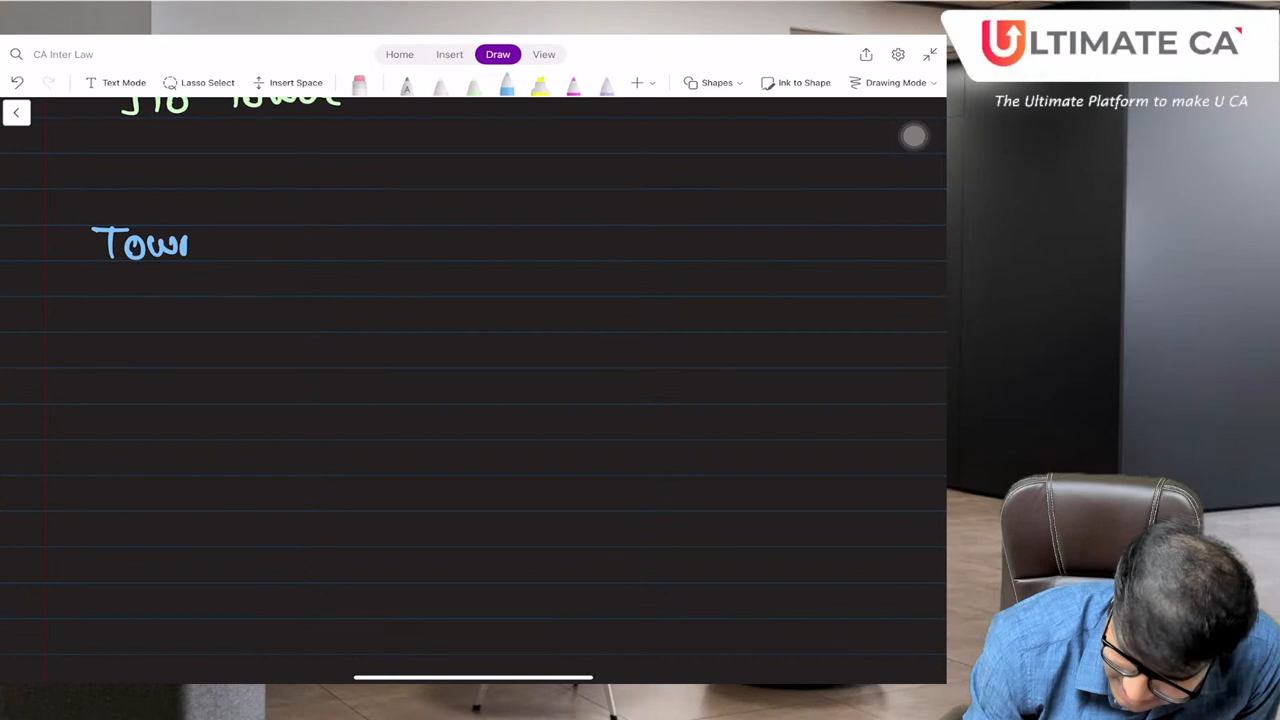 ULTIMATE CA
The Ultimate Platform to make U CA
CA Inter Law
Home Insert Draw View
Text Mode Lasso Select Insert Space Shapes Ink to Shape Drawing Mode
Tow